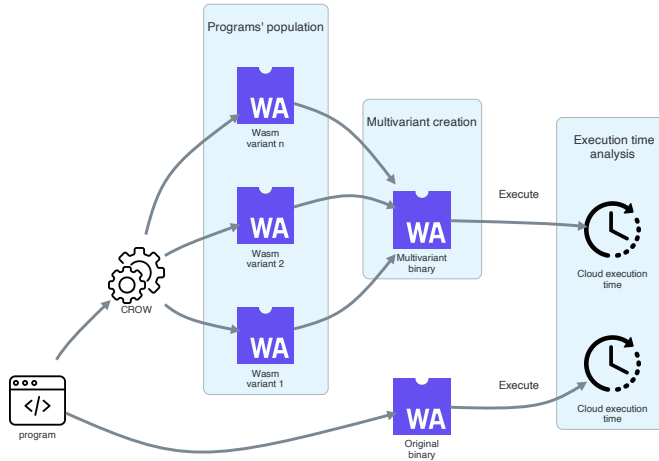 Programs' population
WA
Wasm
variant n
Multivariant creation
Execution time
analysis
WA
Wasm
variant 2
WA
Multivariant
binary
Execute
Cloud execution
time
CROW
WA
Wasm
variant 1
</>
program
WA
Original
binary
Execute
Cloud execution
time